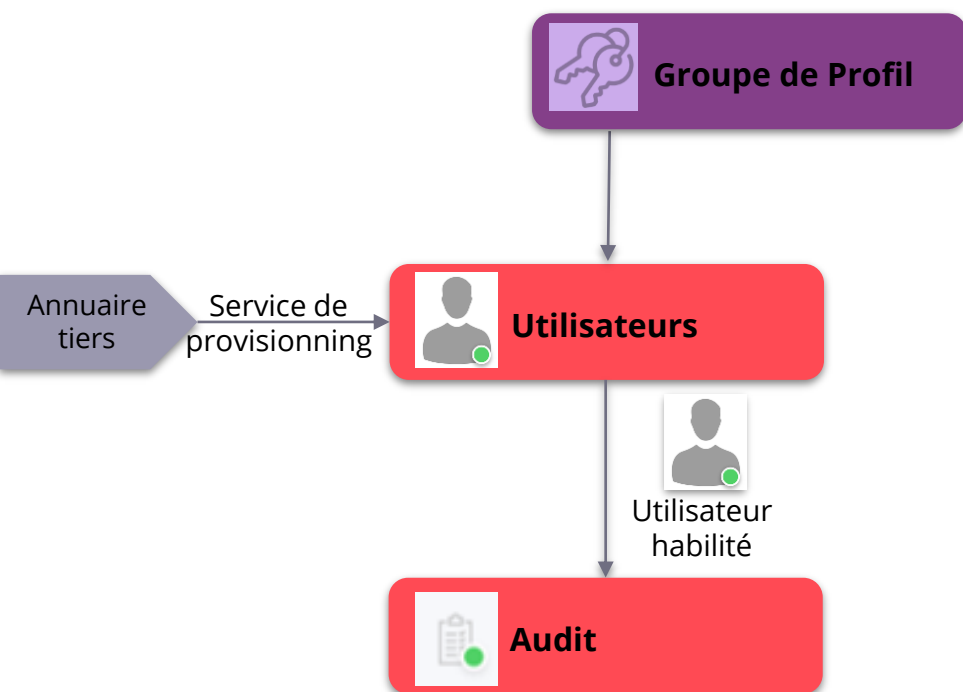 Groupe de Profil
Annuaire
tiers
Service de
provisionning
Utilisateurs
Utilisateur
habilité
Audit